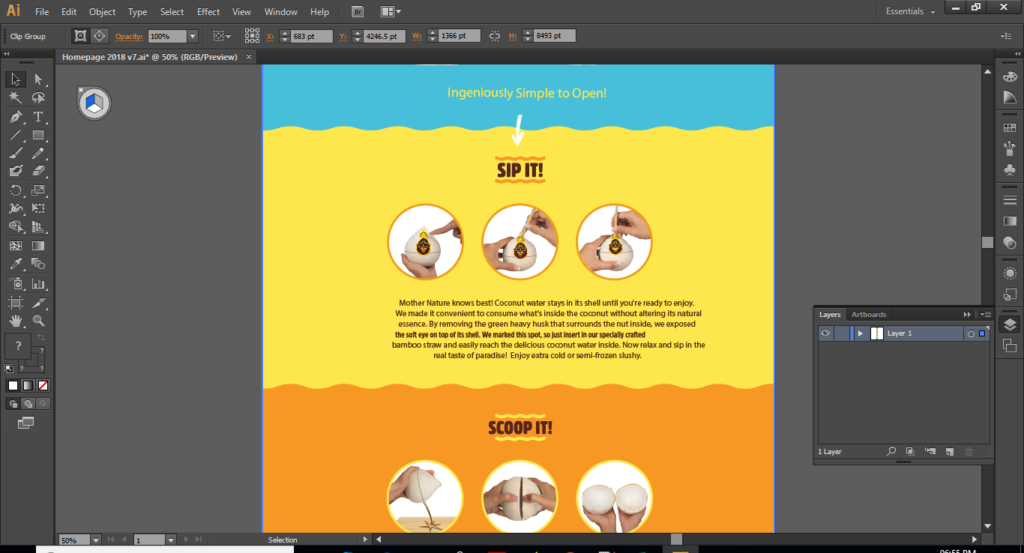 Ai File Edit Object Type Select Effect View Window Help Br Essentials
Clip Group Opacity: 100% X: 683 pt Y: 4246.5 pt W: 1366 pt H: 8493 pt
Homepage 2018 v7.ai* @ 50% (RGB/Preview) ×
Ingeniously Simple to Open!
SIP IT!
Mother Nature knows best! Coconut water stays in its shell until you're ready to enjoy.
We made it convenient to consume what's inside the coconut without altering its natural
essence. By removing the green heavy husk that surrounds the nut inside, we exposed
the soft eye on top of its shell. We marked this spot, so just insert in our specially crafted
bamboo straw and easily reach the delicious coconut water inside. Now relax and sip in the
real taste of paradise! Enjoy extra cold or semi-frozen slushy.
SCOOP IT!
Layers Artboards
Layer 1
1 Layer
?
50% 1 Selection
06:55 PM